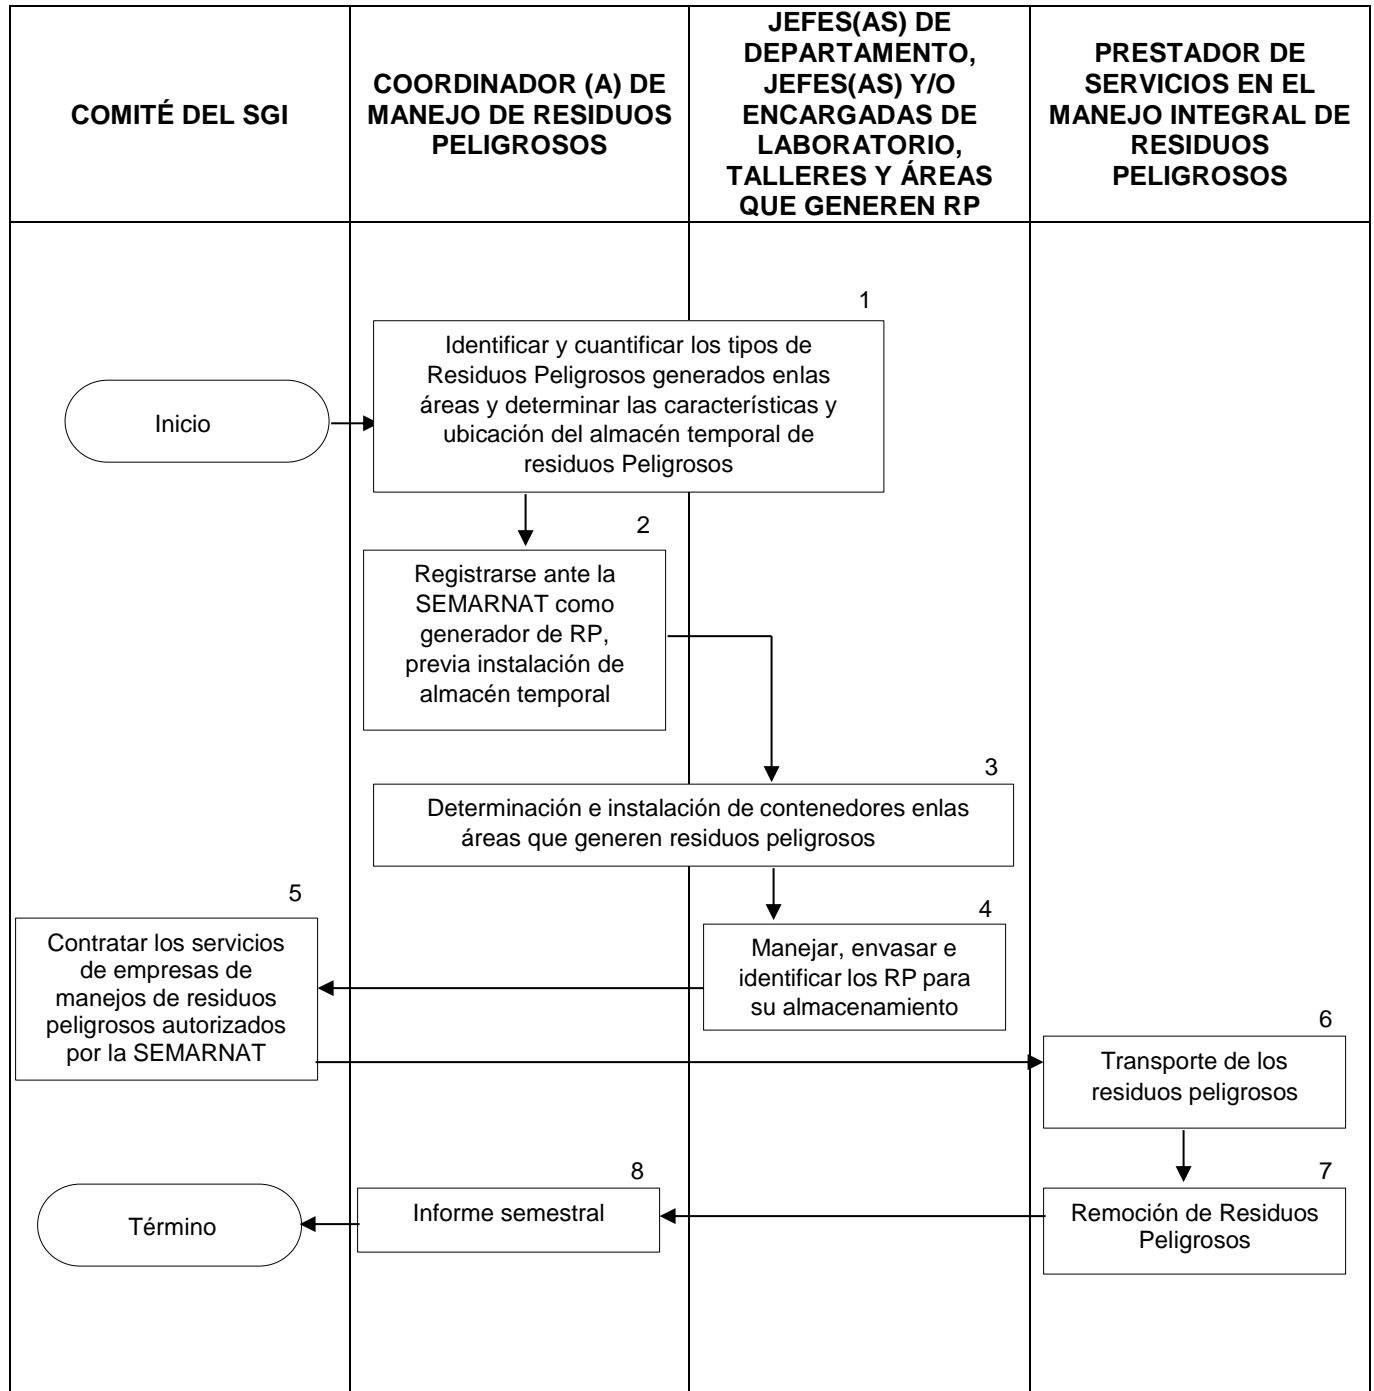 COMITÉ DEL SGI
COORDINADOR (A) DE
MANEJO DE RESIDUOS
PELIGROSOS
JEFES(AS) DE
DEPARTAMENTO,
JEFES(AS) Y/O
ENCARGADAS DE
LABORATORIO,
TALLERES Y ÁREAS
QUE GENEREN RP
PRESTADOR DE
SERVICIOS EN EL
MANEJO INTEGRAL DE
RESIDUOS
PELIGROSOS
Inicio
1
Identificar y cuantificar los tipos de
Residuos Peligrosos generados enlas
áreas y determinar las características y
ubicación del almacén temporal de
residuos Peligrosos
2
Registrarse ante la
SEMARNAT como
generador de RP,
previa instalación de
almacén temporal
3
Determinación e instalación de contenedores enlas
áreas que generen residuos peligrosos
4
Manejar, envasar e
identificar los RP para
su almacenamiento
5
Contratar los servicios
de empresas de
manejos de residuos
peligrosos autorizados
por la SEMARNAT
6
Transporte de los
residuos peligrosos
7
Remoción de Residuos
Peligrosos
8
Informe semestral
Término